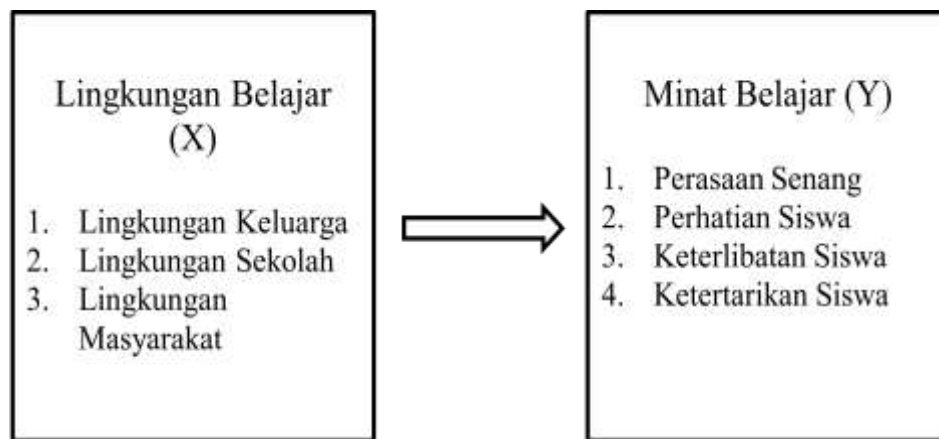 Lingkungan Belajar
(X)
1. Lingkungan Keluarga
2. Lingkungan Sekolah
3. Lingkungan
Masyarakat
Minat Belajar (Y)
1. Perasaan Senang
2. Perhatian Siswa
3. Keterlibatan Siswa
4. Ketertarikan Siswa